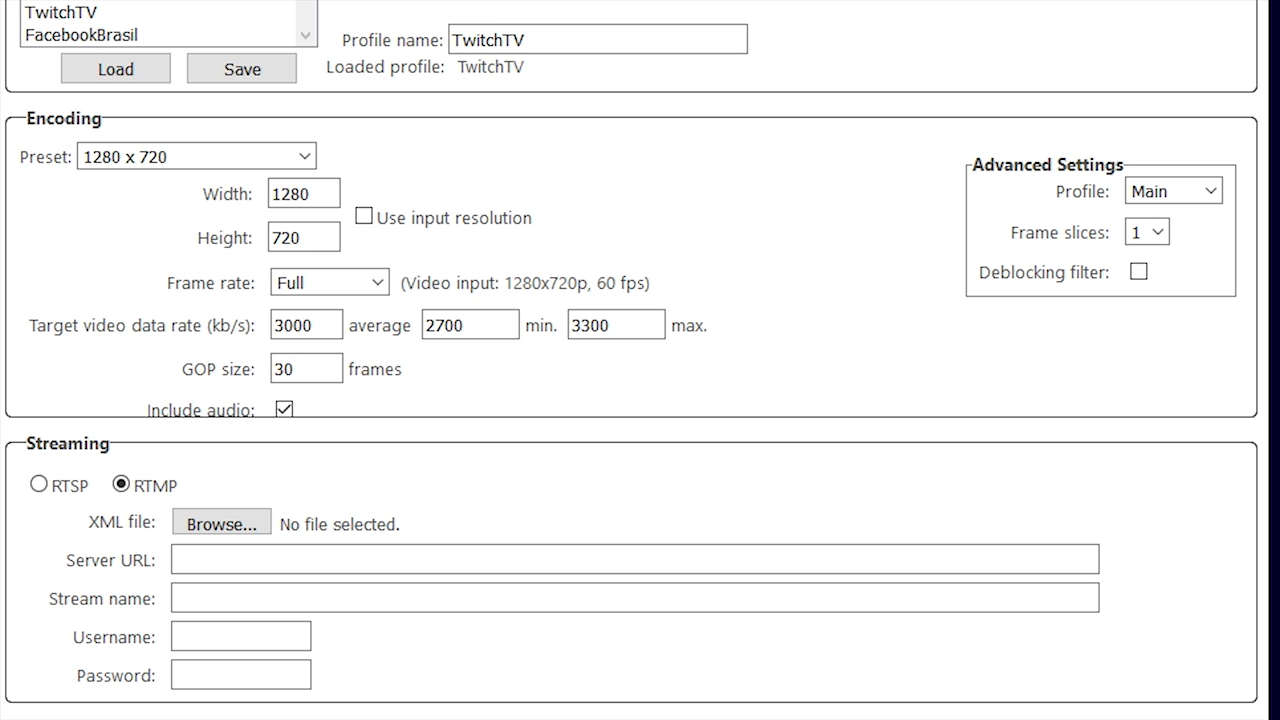 TwitchTV
FacebookBrasil
Profile name: TwitchTV
Load Save Loaded profile: TwitchTV
Encoding
Preset: 1280 x 720
Advanced Settings
Width: 1280
Profile: Main
Use input resolution
Height: 720
Frame slices: 1
Deblocking filter:
Frame rate: Full (Video input: 1280x720p, 60 fps)
Target video data rate (kb/s): 3000 average 2700 min. 3300 max.
GOP size: 30 frames
Include audio:
Streaming
RTSP RTMP
XML file: Browse... No file selected.
Server URL:
Stream name:
Username:
Password: